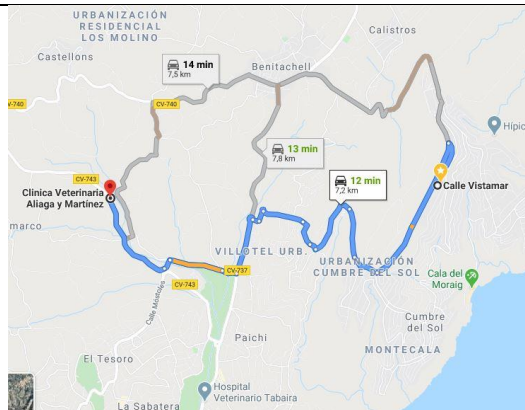 URBANIZACIÓN
RESIDENCIAL
LOS MOLINO
Calistros
Castellons
14 min
7,5 km
Benitachell
CV-740
CV-740
Hípic
13 min
7,8 km
CV-743
12 min
7,2 km
Clinica Veterinaria
Aliaga y Martínez
Calle Vistamar
marco
VILLOTEL URB.
URBANIZACIÓN
CUMBRE DEL SOL
CV-737
CV-743
Cala del
Moraig
Calle Móstoles
Cumbre
del Sol
Paichi
MONTECALA
El Tesoro
Hospital
Veterinario Tabaira
La Sabatera